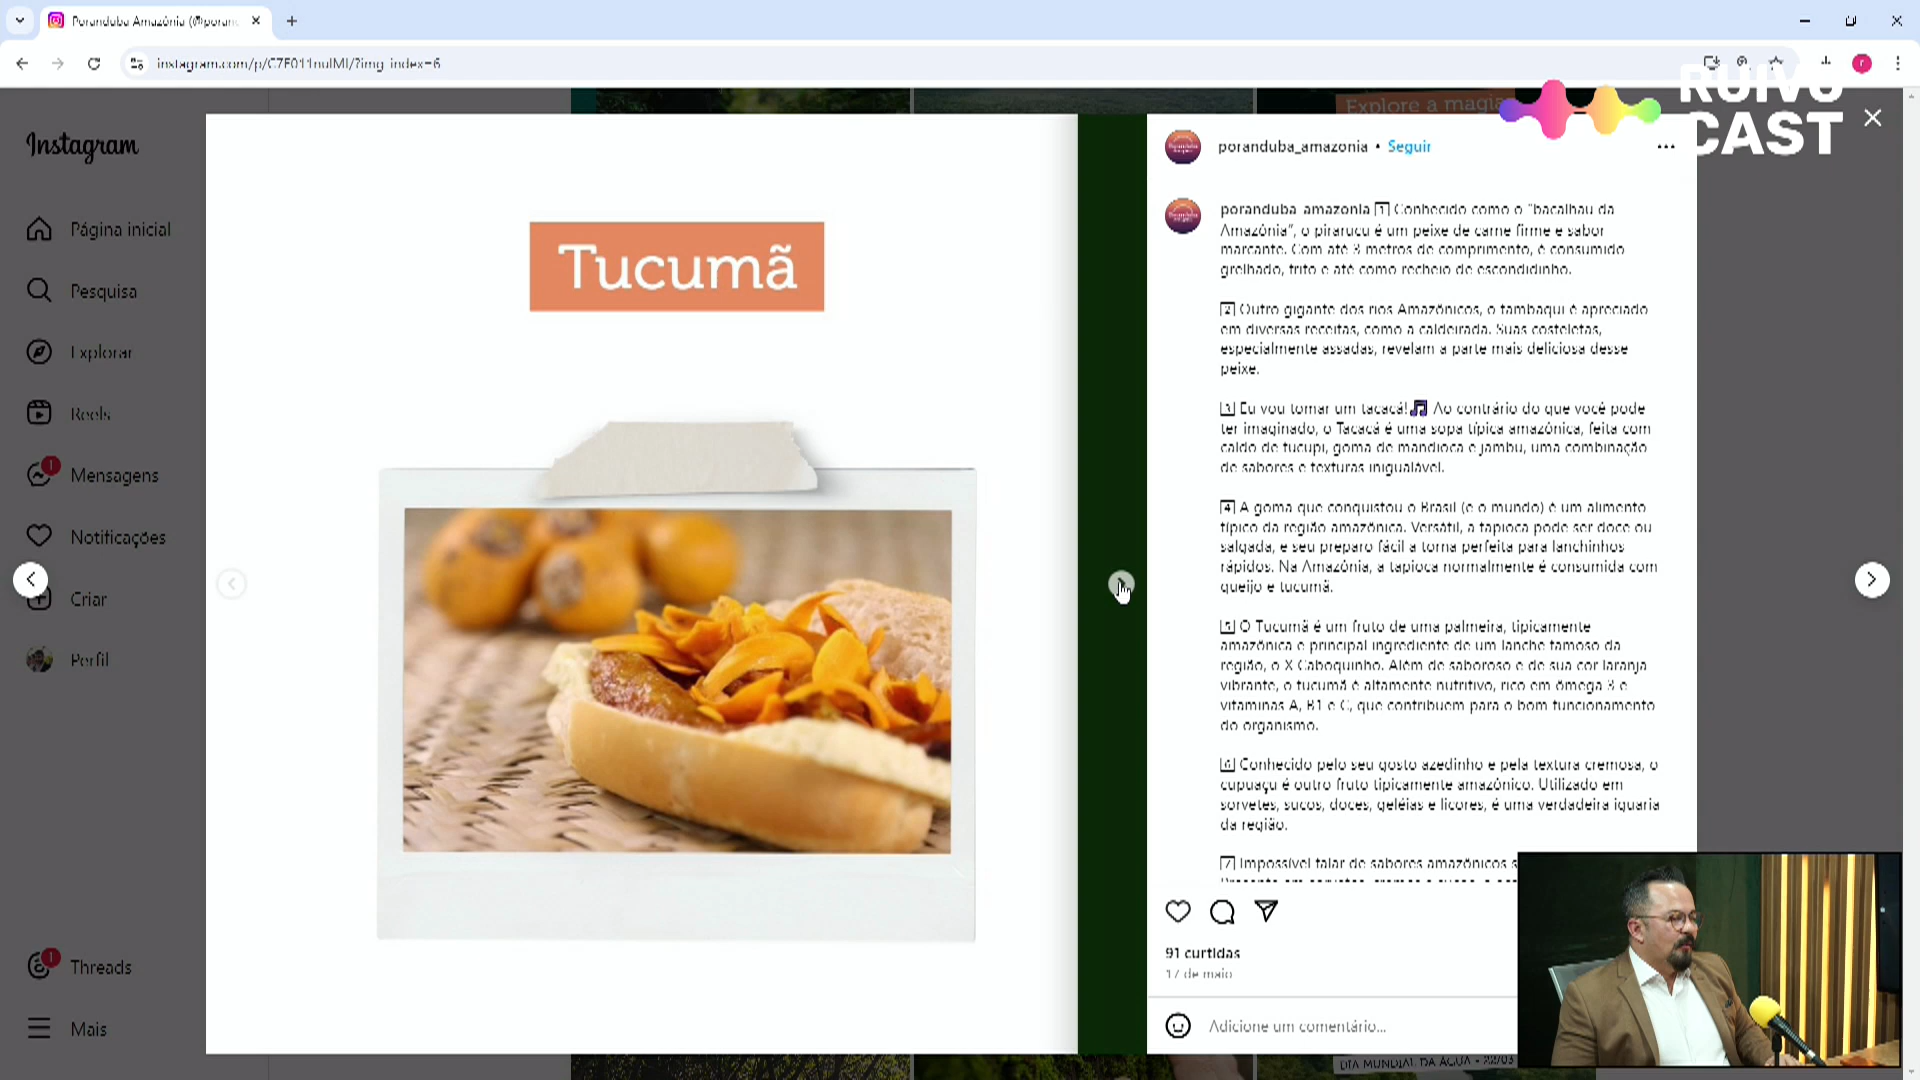 Poranduba Amazônia (@poran
instagram.com/p/C7F011nulMI/?img_index=6
RUIVO
CAST
Explore a magia
Instagram
Página inicial
Pesquisa
Explorar
Reels
1
Mensagens
Notificações
Criar
Perfil
1
Threads
Mais
Tucumã
poranduba_amazonia • Seguir
poranduba_amazonia 1 Conhecido como o "bacalhau da
Amazônia", o pirarucu é um peixe de carne firme e sabor
marcante. Com até 3 metros de comprimento, é consumido
grelhado, frito e até como recheio de escondidinho.
2 Outro gigante dos rios Amazônicos, o tambaqui é apreciado
em diversas receitas, como a caldeirada. Suas costeletas,
especialmente assadas, revelam a parte mais deliciosa desse
peixe.
3 Eu vou tomar um tacacá!🎵 Ao contrário do que você pode
ter imaginado, o Tacacá é uma sopa típica amazônica, feita com
caldo de tucupi, goma de mandioca e jambu, uma combinação
de sabores e texturas inigualável.
4 A goma que conquistou o Brasil (e o mundo) é um alimento
típico da região amazônica. Versátil, a tapioca pode ser doce ou
salgada, e seu preparo fácil a torna perfeita para lanchinhos
rápidos. Na Amazônia, a tapioca normalmente é consumida com
queijo e tucumã.
5 O Tucumã é um fruto de uma palmeira, tipicamente
amazônica e principal ingrediente de um lanche famoso da
região, o X Caboquinho. Além de saboroso e de sua cor laranja
vibrante, o tucumã é altamente nutritivo, rico em ômega 3 e
vitaminas A, B1 e C, que contribuem para o bom funcionamento
do organismo.
6 Conhecido pelo seu gosto azedinho e pela textura cremosa, o
cupuaçu é outro fruto tipicamente amazônico. Utilizado em
sorvetes, sucos, doces, geléias e licores, é uma verdadeira iguaria
da região.
7 Impossível falar de sabores amazônicos s
91 curtidas
17 de maio
Adicione um comentário...
DIA MUNDIAL DA ÁGUA • 22/03